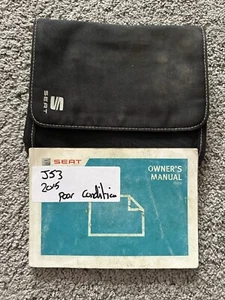 SEAT
SEAT
OWNER'S
MANUAL
J53
2015
Poor Condition